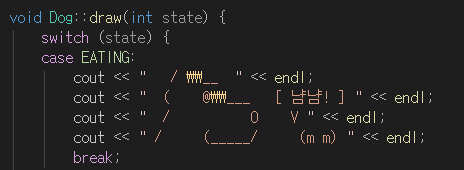 void Dog::draw(int state) {
    switch (state) {
    case EATING:
        cout << "   / ₩₩__  " << endl;
        cout << "  (    @₩₩___   [ 냠냠! ] " << endl;
        cout << "  /          O    V " << endl;
        cout << " /     (_____/     (m m) " << endl;
        break;